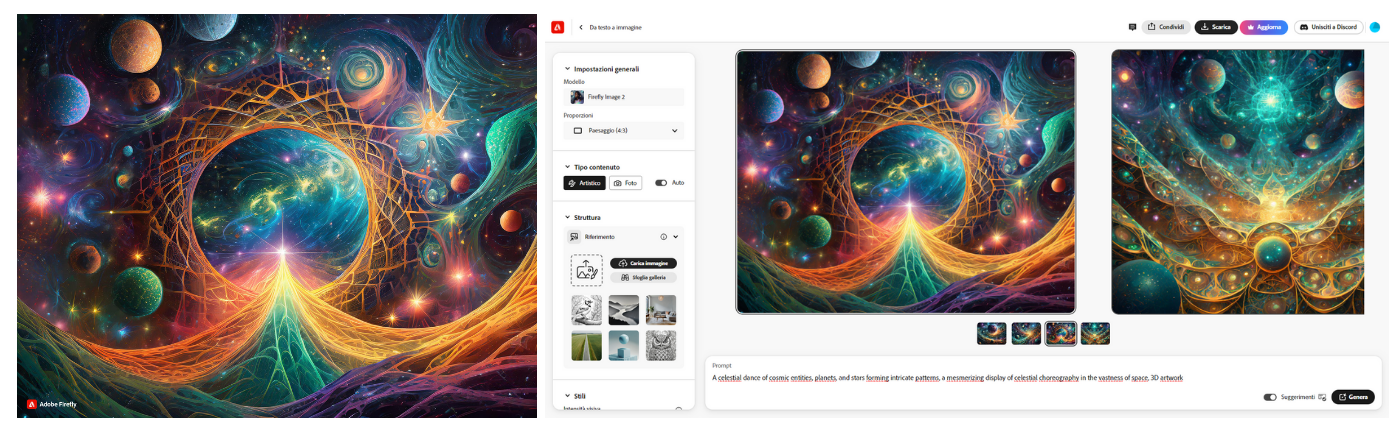 Adobe Firefly
Da testo a immagine
Condividi
Scarica
Aggiorna
Unisciti a Discord
Impostazioni generali
Modello
Firefly Image 2
Proporzioni
Paesaggio (4:3)
Tipo contenuto
Artistico
Foto
Auto
Struttura
Riferimento
Carica immagine
Sfoglia galleria
Stili
Intensità visiva
Prompt
A celestial dance of cosmic entities, planets, and stars forming intricate patterns, a mesmerizing display of celestial choreography in the vastness of space, 3D artwork
Suggerimenti
Genera